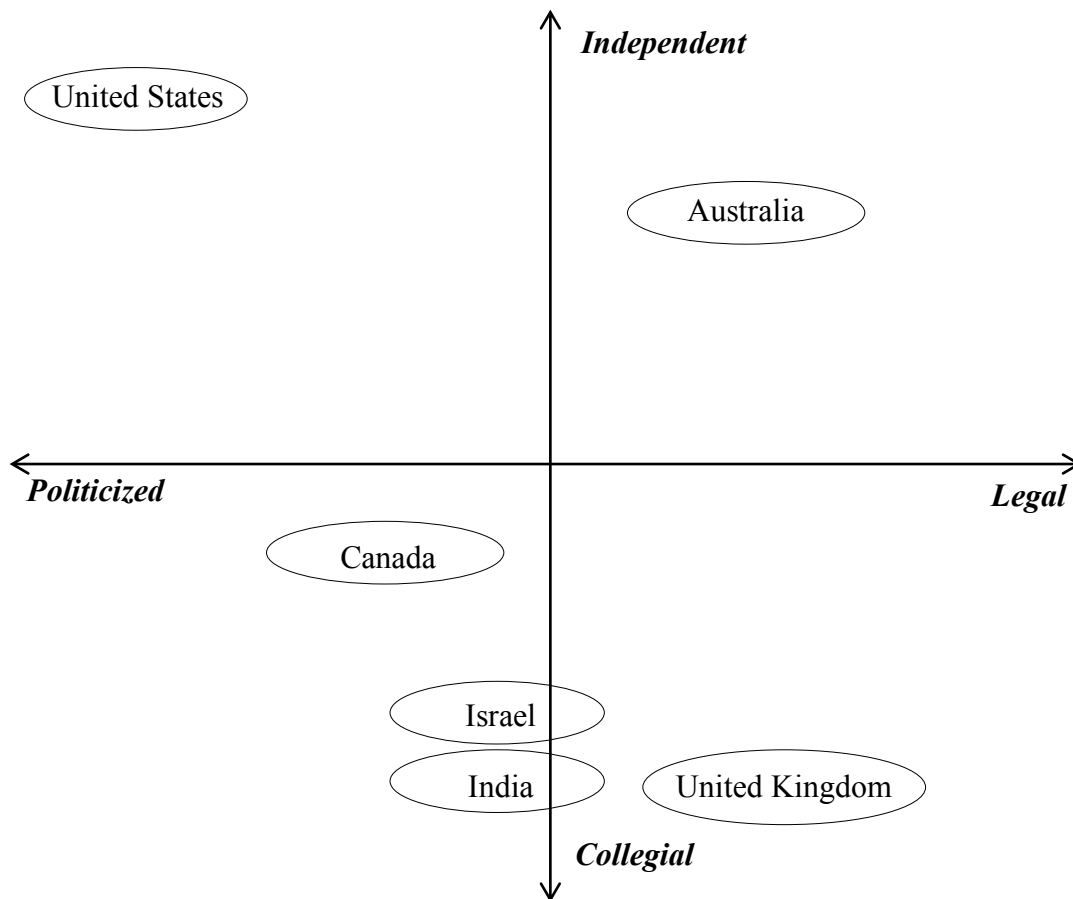 Independent
United States
Australia
Politicized
Legal
Canada
Israel
India
United Kingdom
Collegial